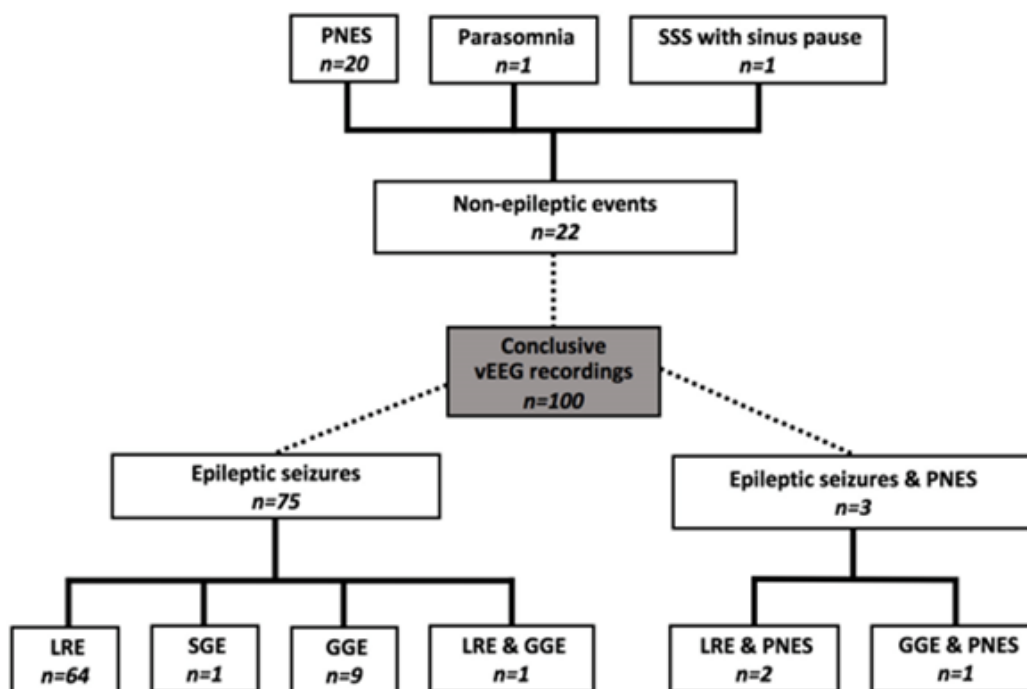 PNES
n=20
Parasomnia
n=1
SSS with sinus pause
n=1
Non-epileptic events
n=22
Conclusive
vEEG recordings
n=100
Epileptic seizures
n=75
Epileptic seizures & PNES
n=3
LRE
n=64
SGE
n=1
GGE
n=9
LRE & GGE
n=1
LRE & PNES
n=2
GGE & PNES
n=1